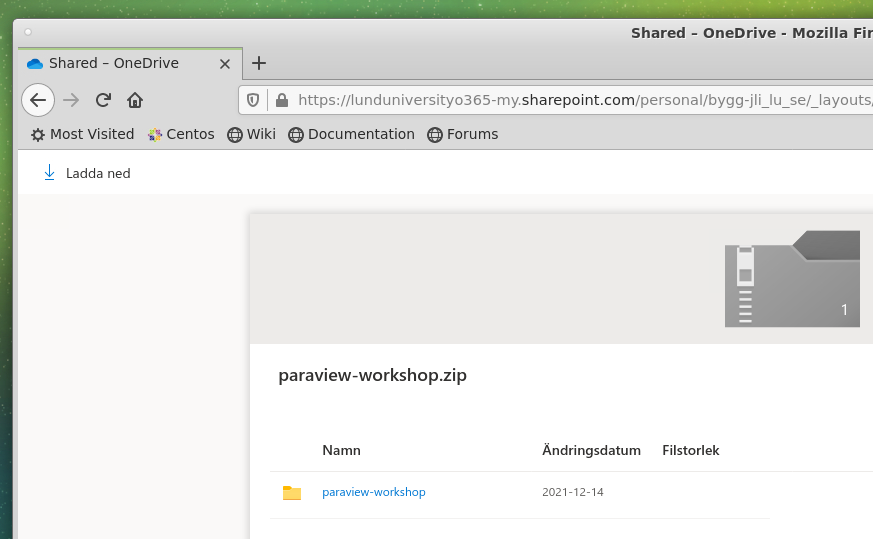 Shared – OneDrive - Mozilla Fir
Shared – OneDrive
https://lunduniversityo365-my.sharepoint.com/personal/bygg-jli_lu_se/_layouts/
Most Visited Centos Wiki Documentation Forums
Ladda ned
1
paraview-workshop.zip
Namn Ändringsdatum Filstorlek
paraview-workshop 2021-12-14